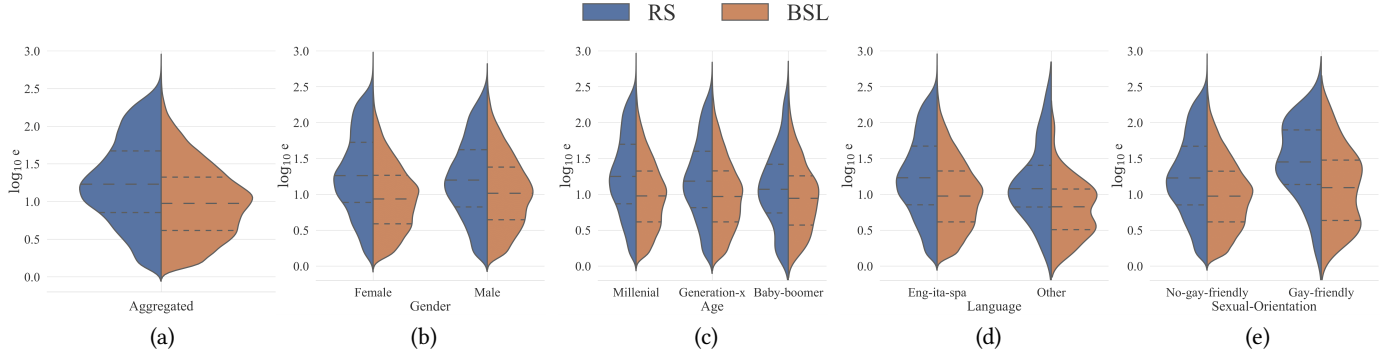 RS BSL
log₁₀ e
3.0
2.5
2.0
1.5
1.0
0.5
0.0
Aggregated
(a)
log₁₀ e
3.0
2.5
2.0
1.5
1.0
0.5
0.0
Female Male
Gender
(b)
log₁₀ e
3.0
2.5
2.0
1.5
1.0
0.5
0.0
Millenial Generation-x Baby-boomer
Age
(c)
log₁₀ e
3.0
2.5
2.0
1.5
1.0
0.5
0.0
Eng-ita-spa Other
Language
(d)
log₁₀ e
3.0
2.5
2.0
1.5
1.0
0.5
0.0
No-gay-friendly Gay-friendly
Sexual-Orientation
(e)